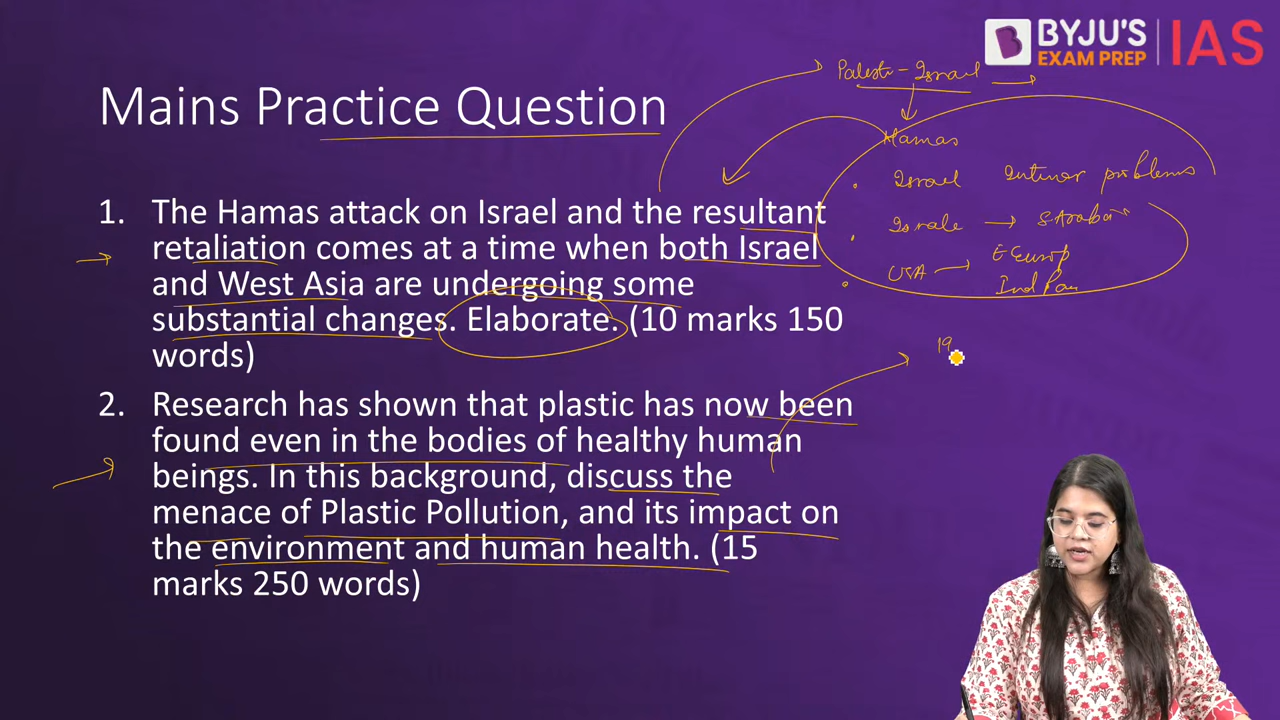 BYJU'S
EXAM PREP
IAS
Mains Practice Question
Palesti-Israel
Hamas
Israel problems
Israle → S Arabia
USA → E Europ
Ind Pac
1. The Hamas attack on Israel and the resultant
retaliation comes at a time when both Israel
and West Asia are undergoing some
substantial changes. Elaborate. (10 marks 150
words)
19
2. Research has shown that plastic has now been
found even in the bodies of healthy human
beings. In this background, discuss the
menace of Plastic Pollution, and its impact on
the environment and human health. (15
marks 250 words)